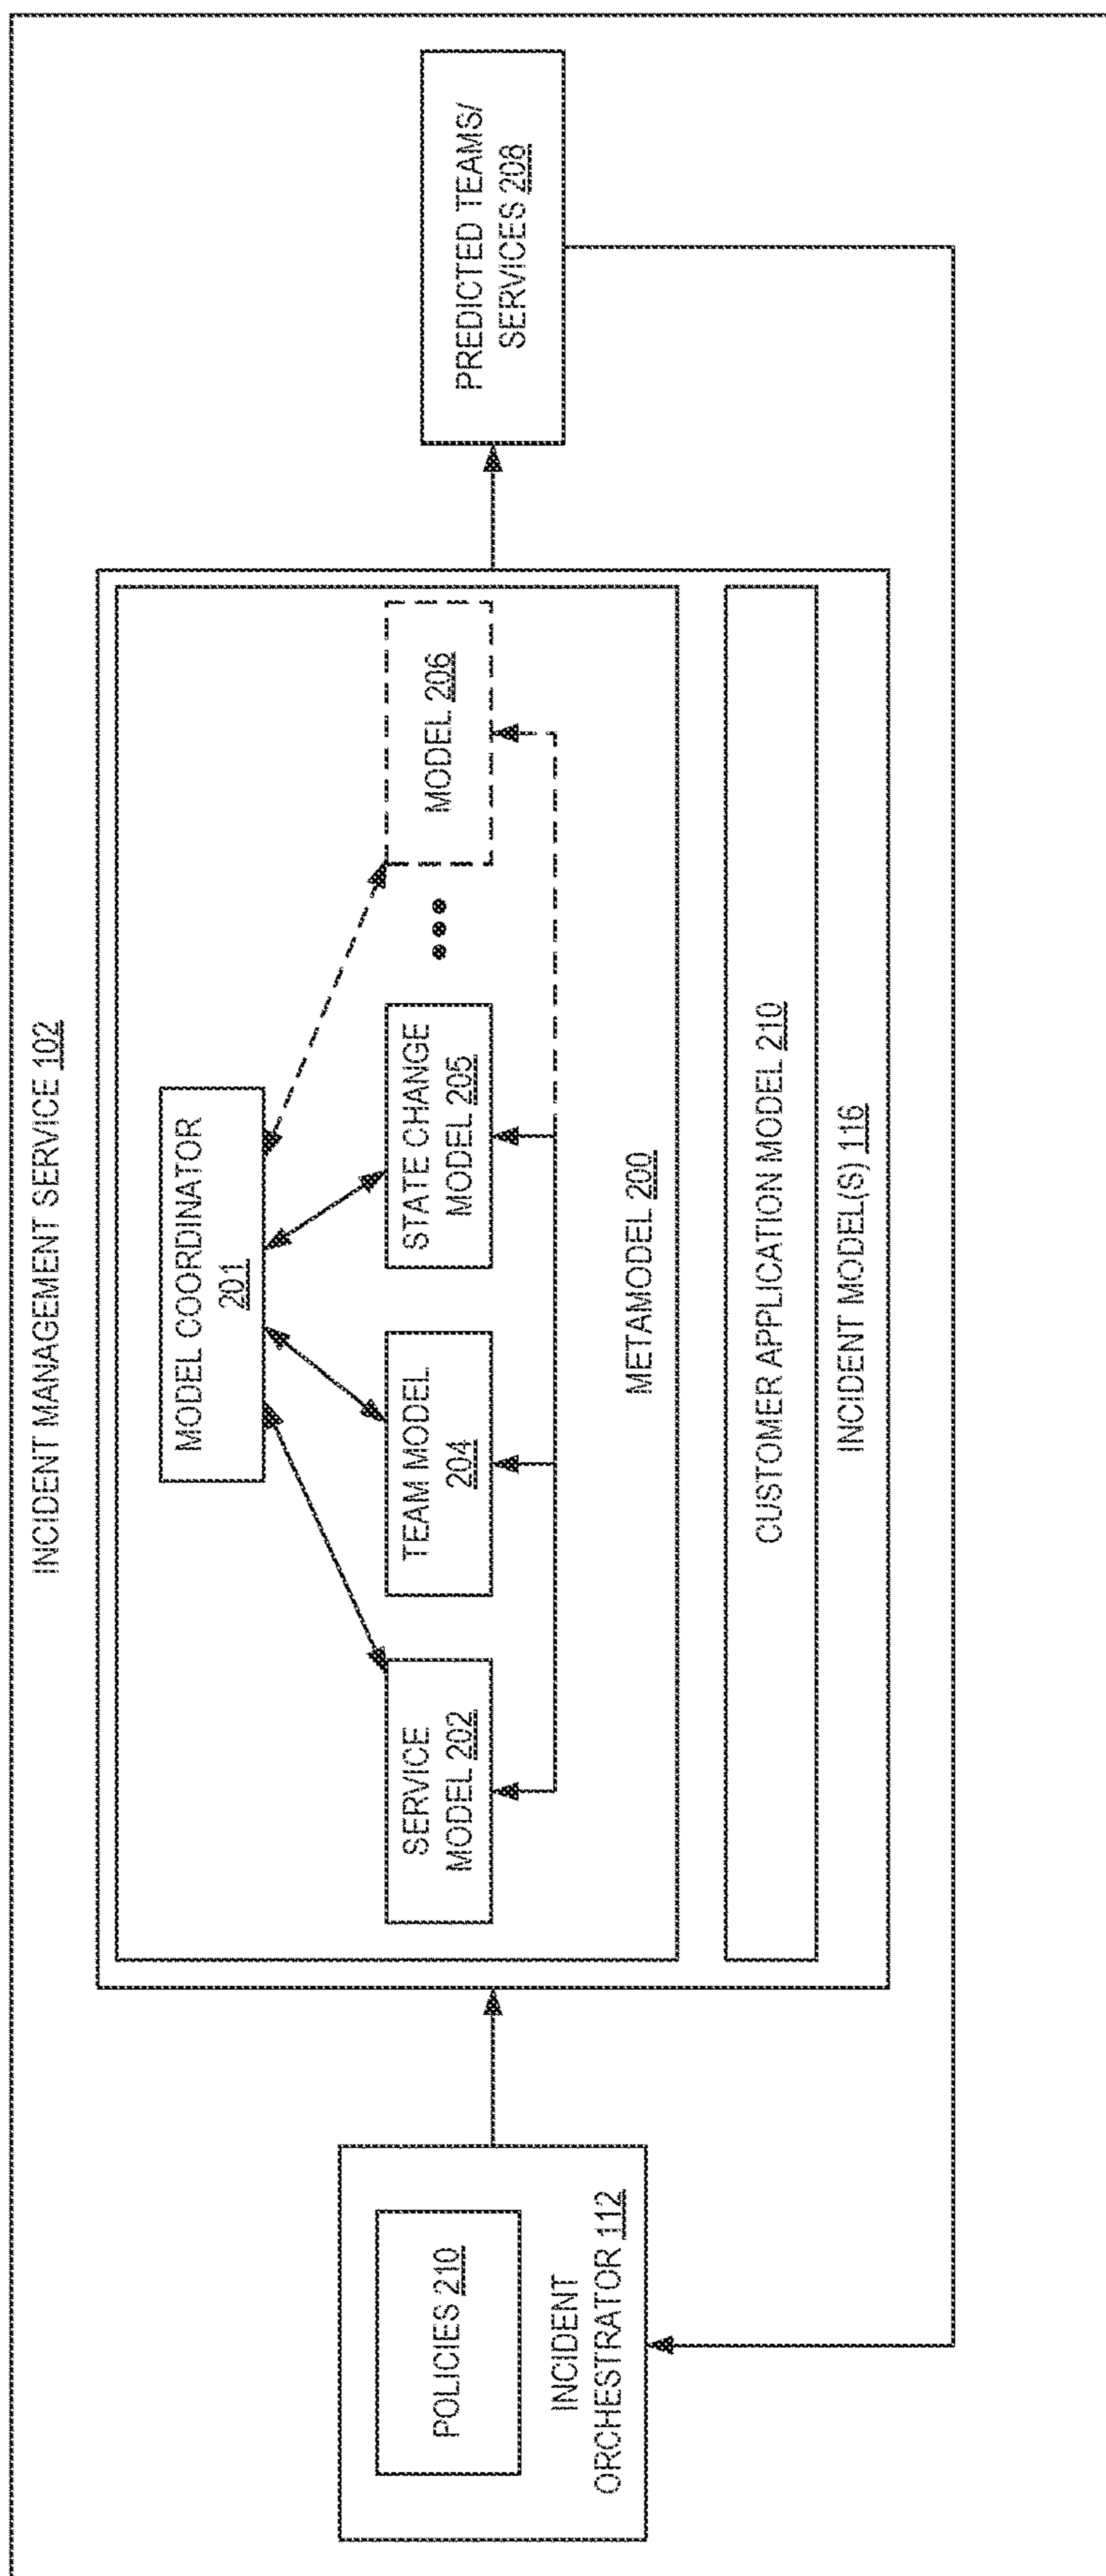 INCIDENT MANAGEMENT SERVICE 102
POLICIES 210
INCIDENT
ORCHESTRATOR 112
MODEL COORDINATOR
201
SERVICE
MODEL 202
TEAM MODEL
204
STATE CHANGE
MODEL 205
MODEL 206
METAMODEL 200
CUSTOMER APPLICATION MODEL 210
INCIDENT MODEL(S) 116
PREDICTED TEAMS/
SERVICES 208